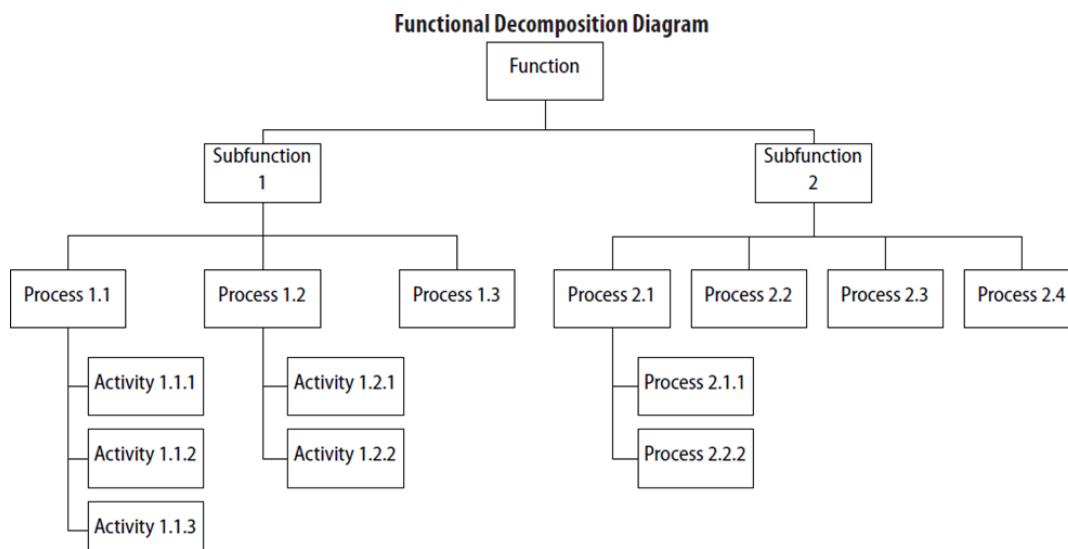 Functional Decomposition Diagram
Function
Subfunction
1
Subfunction
2
Process 1.1
Process 1.2
Process 1.3
Process 2.1
Process 2.2
Process 2.3
Process 2.4
Activity 1.1.1
Activity 1.2.1
Process 2.1.1
Activity 1.1.2
Activity 1.2.2
Process 2.2.2
Activity 1.1.3